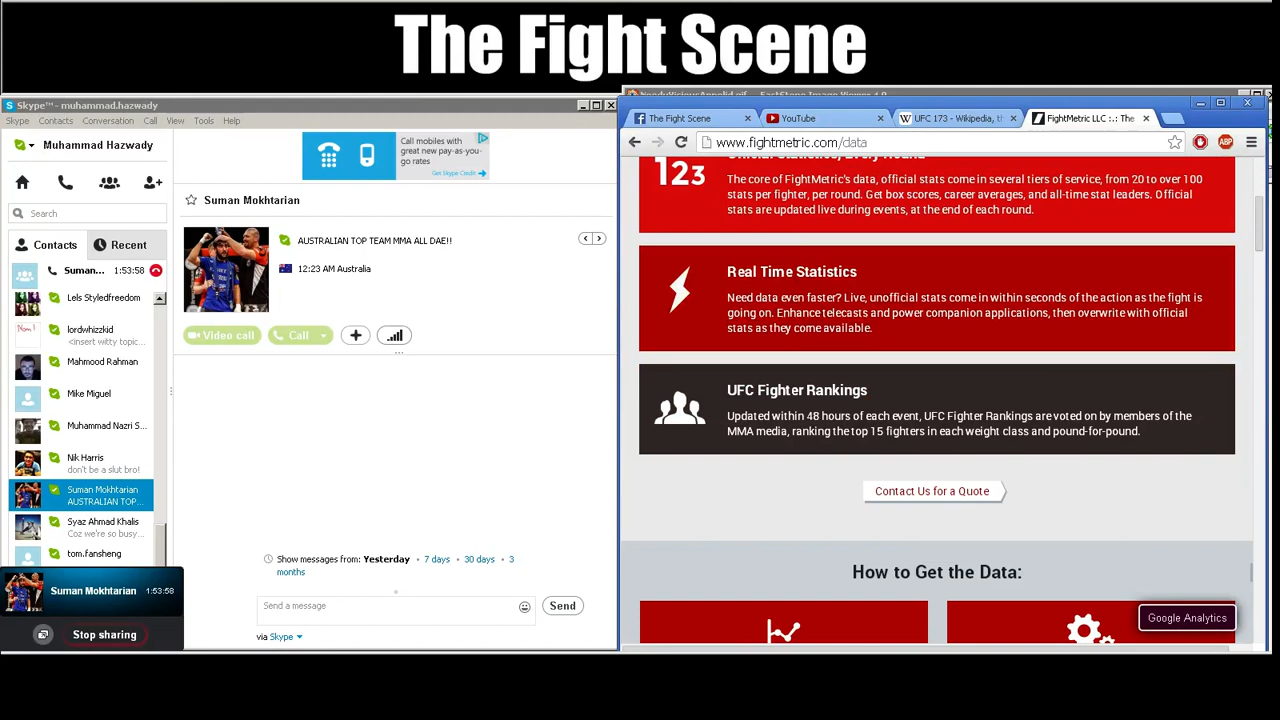 The Fight Scene
Skype™ - muhammad.hazwady
Skype Contacts Conversation Call View Tools Help
Muhammad Hazwady
Search
Contacts
Recent
Suman... 1:53:58
Lels Styledfreedom
lordwhizzkid
<insert witty topic...
Mahmood Rahman
Mike Miguel
Muhammad Nazri S...
Nik Harris
don't be a slut bro!
Suman Mokhtarian
AUSTRALIAN TOP...
Syaz Ahmad Khalis
Coz we're so busy...
tom.fansheng
Suman Mokhtarian 1:53:58
Stop sharing
Call mobiles with
great new pay-as-you-
go rates
Get Skype Credit
Suman Mokhtarian
AUSTRALIAN TOP TEAM MMA ALL DAE!!
12:23 AM Australia
Video call
Call
Show messages from: Yesterday • 7 days • 30 days • 3
months
Send a message
Send
via Skype
The Fight Scene
YouTube
UFC 173 - Wikipedia, th
FightMetric LLC :.: The
www.fightmetric.com/data
ABP
123
Official Statistics, Every Round
The core of FightMetric's data, official stats come in several tiers of service, from 20 to over 100
stats per fighter, per round. Get box scores, career averages, and all-time stat leaders. Official
stats are updated live during events, at the end of each round.
Real Time Statistics
Need data even faster? Live, unofficial stats come in within seconds of the action as the fight is
going on. Enhance telecasts and power companion applications, then overwrite with official
stats as they come available.
UFC Fighter Rankings
Updated within 48 hours of each event, UFC Fighter Rankings are voted on by members of the
MMA media, ranking the top 15 fighters in each weight class and pound-for-pound.
Contact Us for a Quote
How to Get the Data:
Google Analytics